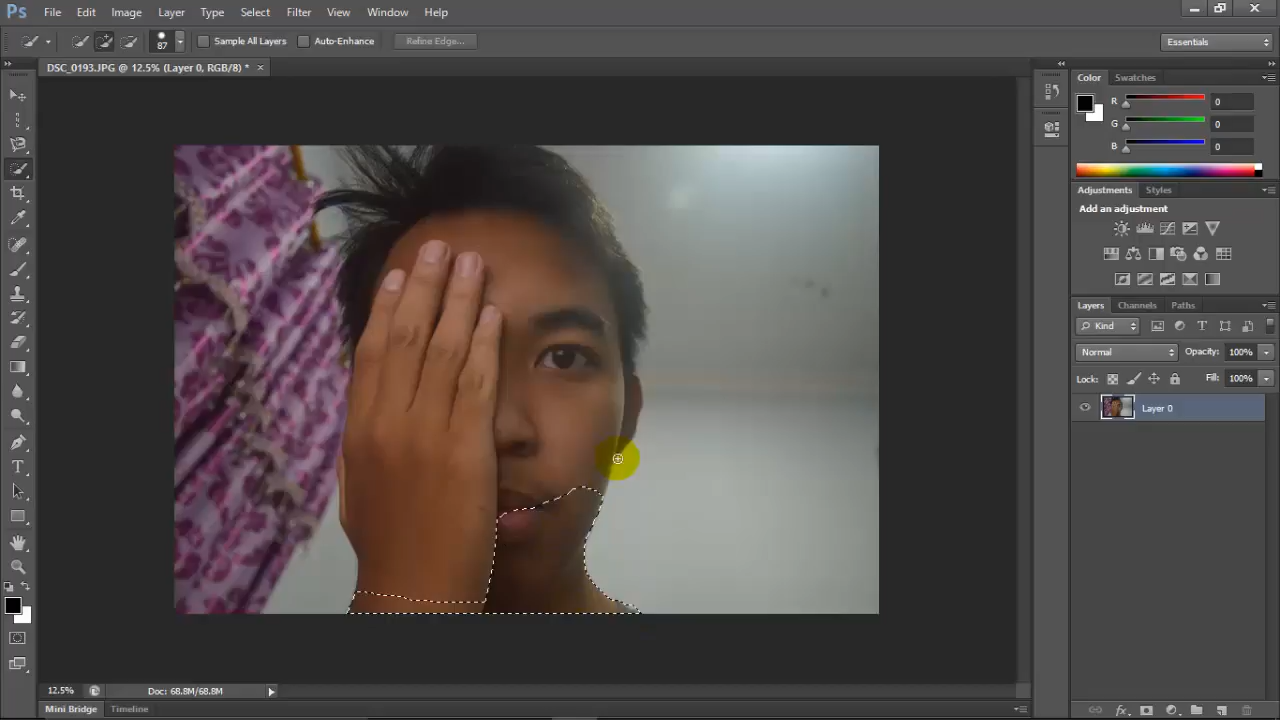 Ps File Edit Image Layer Type Select Filter View Window Help
87 Sample All Layers Auto-Enhance Refine Edge... Essentials
DSC_0193.JPG @ 12.5% (Layer 0, RGB/8) * ×
Color Swatches
R 0
G 0
B 0
Adjustments Styles
Add an adjustment
Layers Channels Paths
Kind
Normal Opacity: 100%
Lock: Fill: 100%
Layer 0
12.5% Doc: 68.8M/68.8M
Mini Bridge Timeline